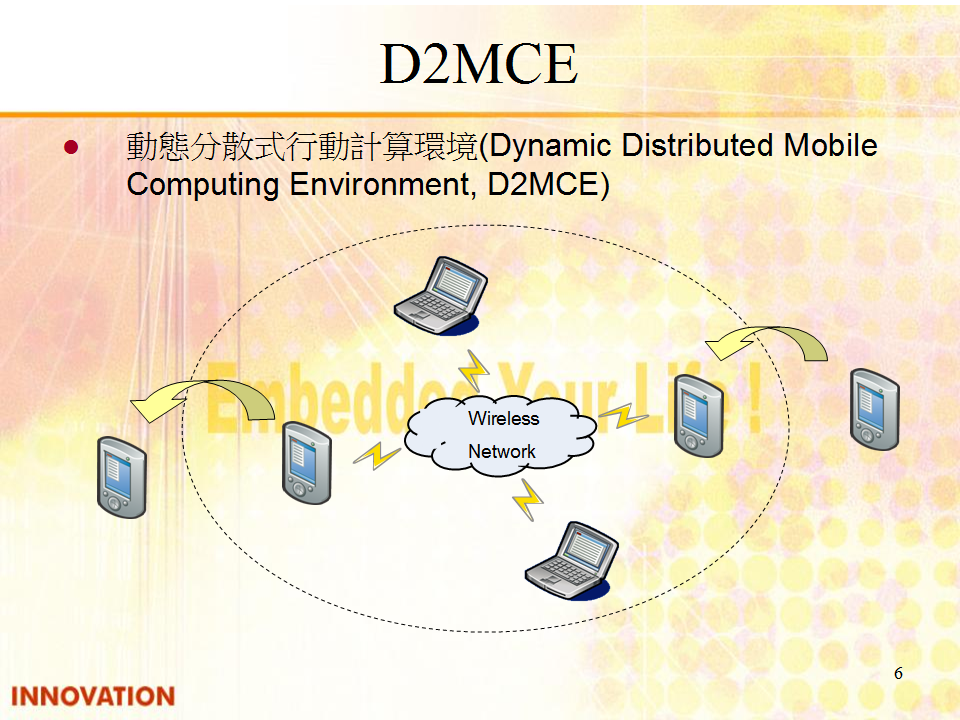 D2MCE
動態分散式行動計算環境(Dynamic Distributed Mobile
Computing Environment, D2MCE)
Embedded Your Life !
Wireless
Network
6
INNOVATION